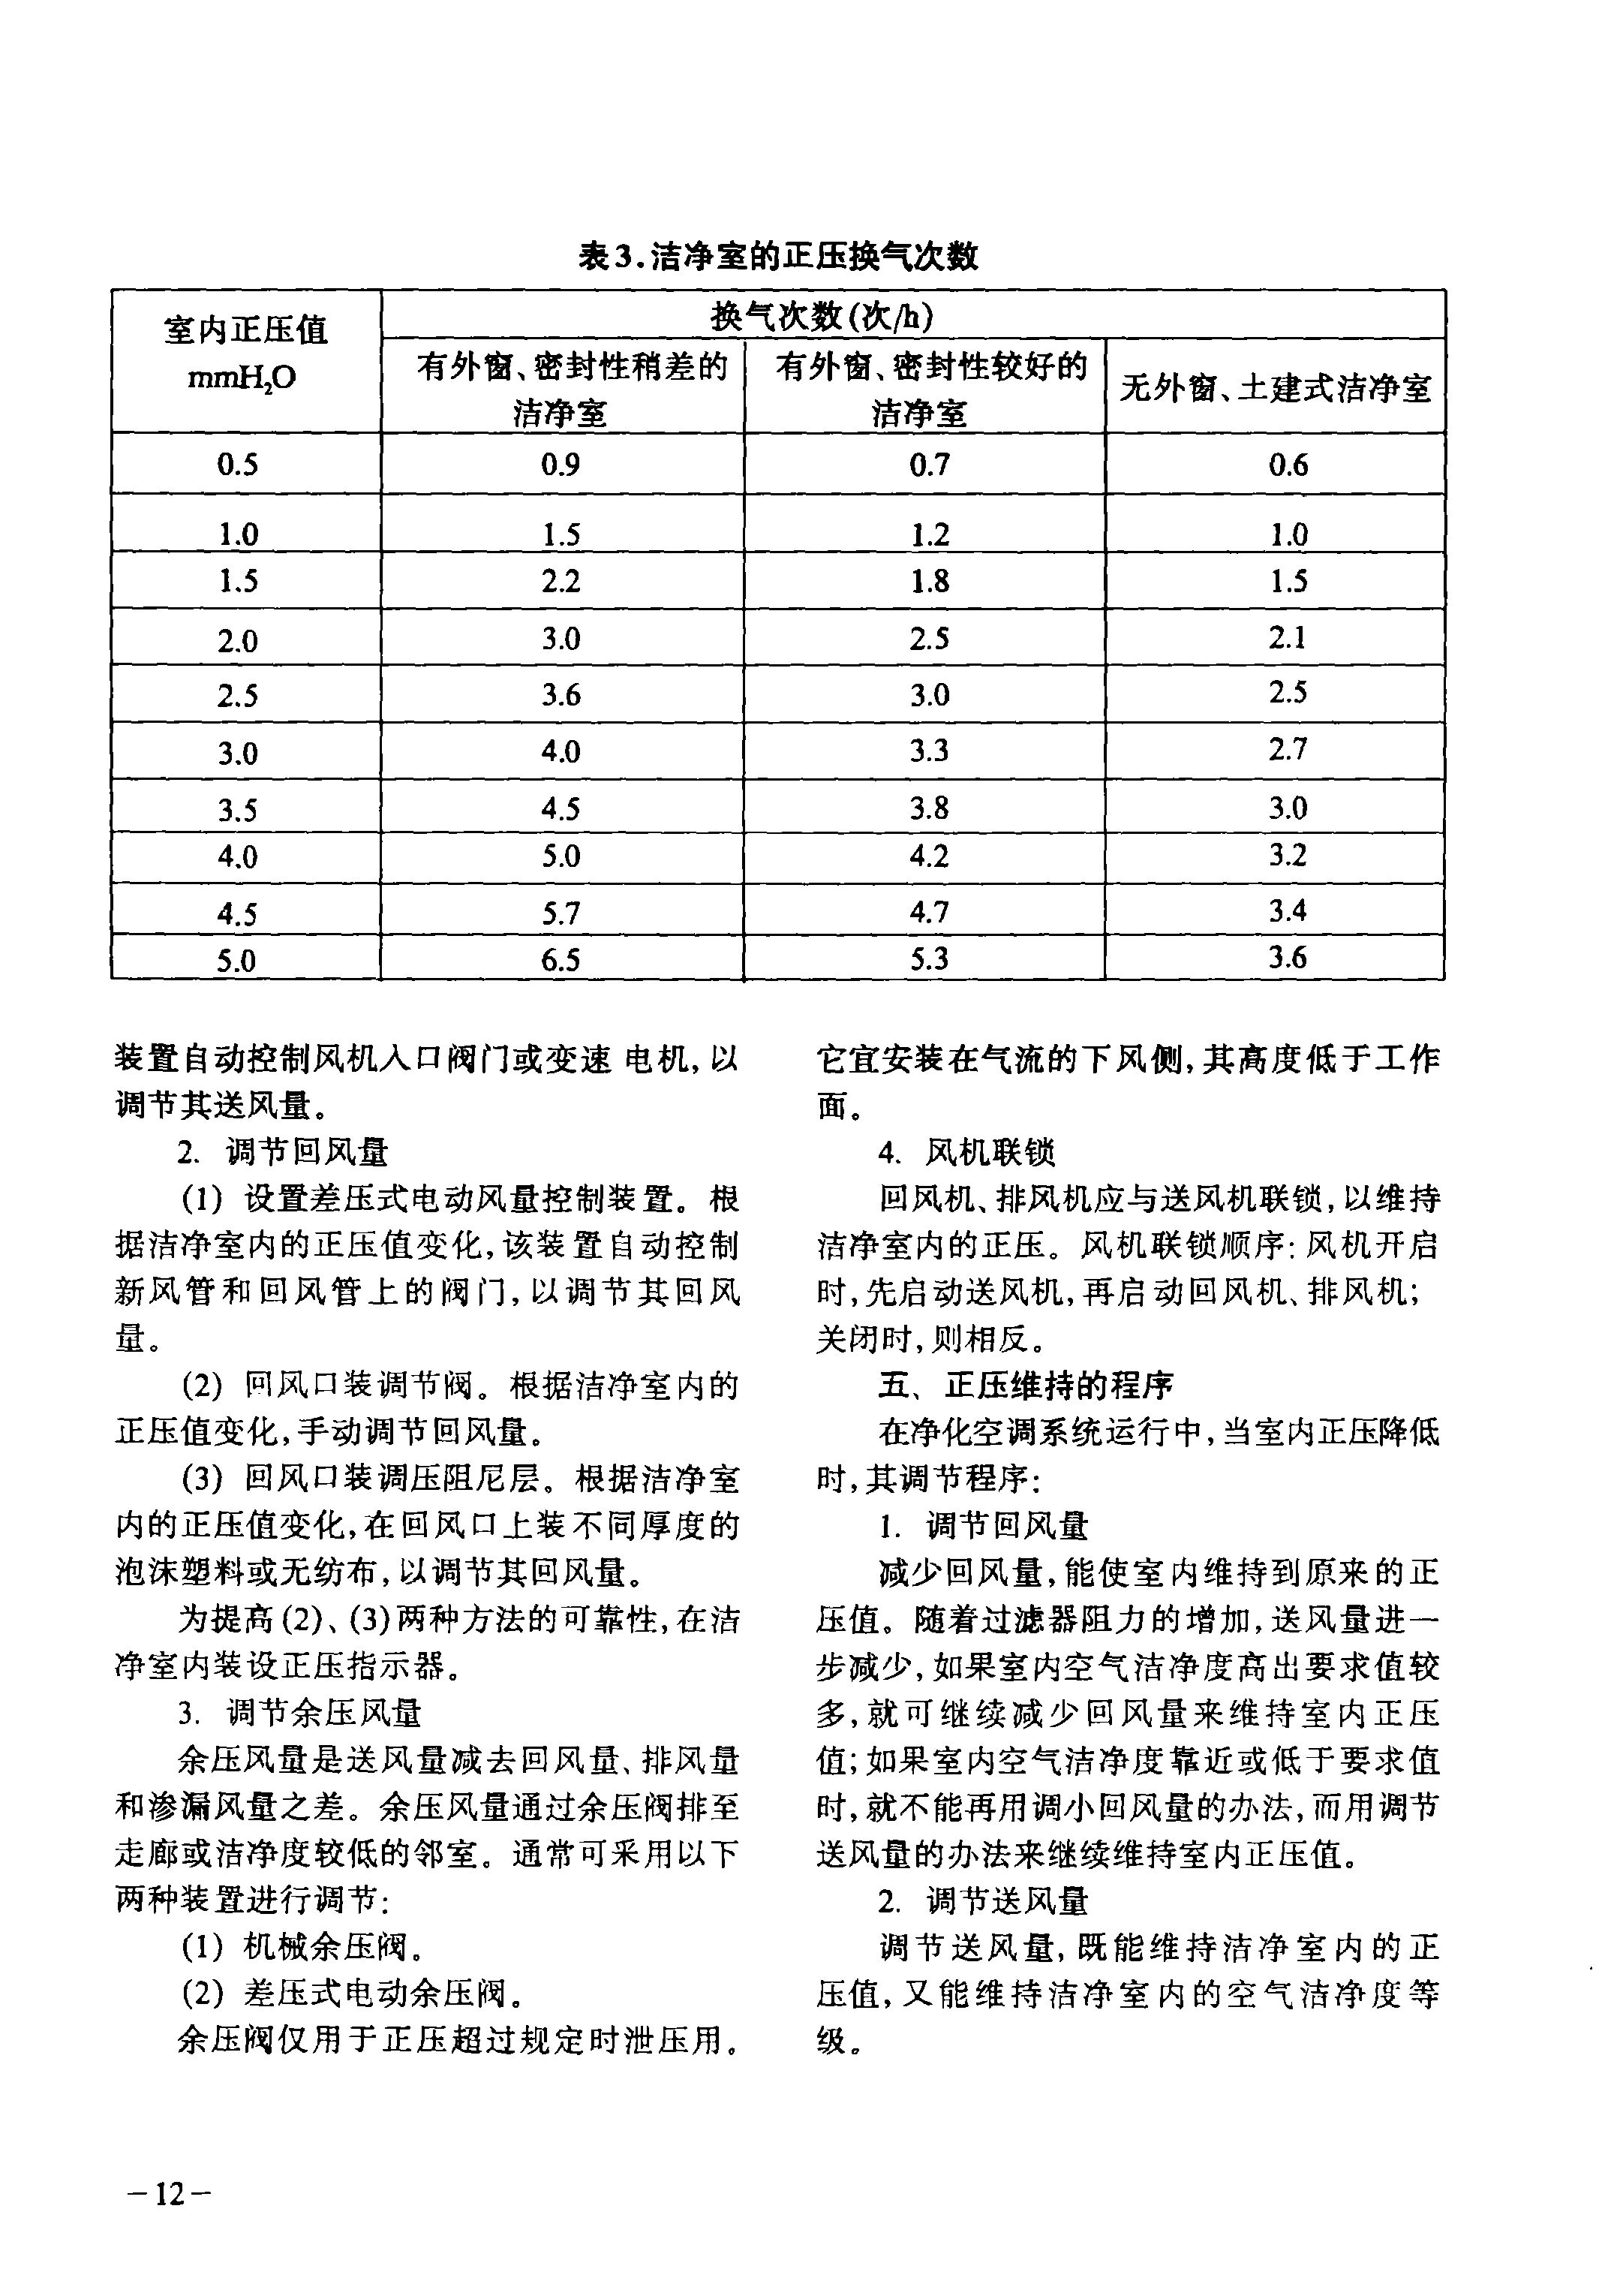 表3.洁净室的正压换气次数
室内正压值
mmH₂O
换气次数(次/h)
有外窗、密封性稍差的
洁净室
有外窗、密封性较好的
洁净室
无外窗、土建式洁净室
0.5 0.9 0.7 0.6
1.0 1.5 1.2 1.0
1.5 2.2 1.8 1.5
2.0 3.0 2.5 2.1
2.5 3.6 3.0 2.5
3.0 4.0 3.3 2.7
3.5 4.5 3.8 3.0
4.0 5.0 4.2 3.2
4.5 5.7 4.7 3.4
5.0 6.5 5.3 3.6
装置自动控制风机入口阀门或变速 电机,以
调节其送风量。
2. 调节回风量
(1) 设置差压式电动风量控制装置。根
据洁净室内的正压值变化,该装置自动控制
新风管和回风管上的阀门,以调节其回风
量。
(2) 回风口装调节阀。根据洁净室内的
正压值变化,手动调节回风量。
(3) 回风口装调压阻尼层。根据洁净室
内的正压值变化,在回风口上装不同厚度的
泡沫塑料或无纺布,以调节其回风量。
为提高(2)、(3)两种方法的可靠性,在洁
净室内装设正压指示器。
3. 调节余压风量
余压风量是送风量减去回风量、排风量
和渗漏风量之差。余压风量通过余压阀排至
走廊或洁净度较低的邻室。通常可采用以下
两种装置进行调节:
(1) 机械余压阀。
(2) 差压式电动余压阀。
余压阀仅用于正压超过规定时泄压用。
它宜安装在气流的下风侧,其高度低于工作
面。
4. 风机联锁
回风机、排风机应与送风机联锁,以维持
洁净室内的正压。风机联锁顺序:风机开启
时,先启动送风机,再启动回风机、排风机;
关闭时,则相反。
五、正压维持的程序
在净化空调系统运行中,当室内正压降低
时,其调节程序:
1. 调节回风量
减少回风量,能使室内维持到原来的正
压值。随着过滤器阻力的增加,送风量进一
步减少,如果室内空气洁净度高出要求值较
多,就可继续减少回风量来维持室内正压
值;如果室内空气洁净度靠近或低于要求值
时,就不能再用调小回风量的办法,而用调节
送风量的办法来继续维持室内正压值。
2. 调节送风量
调节送风量,既能维持洁净室内的正
压值,又能维持洁净室内的空气洁净度等
级。
－12－